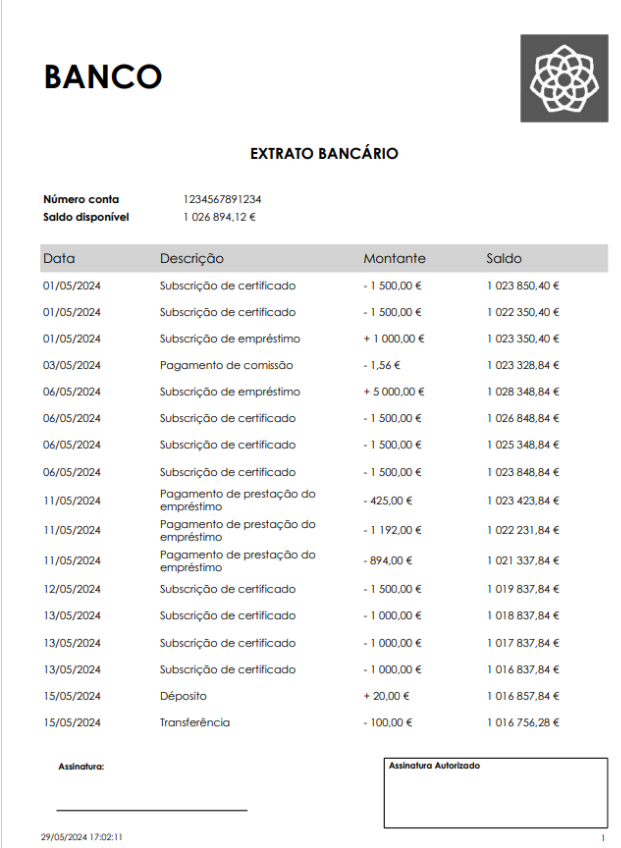 BANCO
EXTRATO BANCÁRIO
Número conta 1234567891234
Saldo disponível 1 026 894,12 €
Data Descrição Montante Saldo
01/05/2024 Subscrição de certificado - 1 500,00 € 1 023 850,40 €
01/05/2024 Subscrição de certificado - 1 500,00 € 1 022 350,40 €
01/05/2024 Subscrição de empréstimo + 1 000,00 € 1 023 350,40 €
03/05/2024 Pagamento de comissão - 1,56 € 1 023 328,84 €
06/05/2024 Subscrição de empréstimo + 5 000,00 € 1 028 348,84 €
06/05/2024 Subscrição de certificado - 1 500,00 € 1 026 848,84 €
06/05/2024 Subscrição de certificado - 1 500,00 € 1 025 348,84 €
06/05/2024 Subscrição de certificado - 1 500,00 € 1 023 848,84 €
11/05/2024 Pagamento de prestação do
empréstimo - 425,00 € 1 023 423,84 €
11/05/2024 Pagamento de prestação do
empréstimo - 1 192,00 € 1 022 231,84 €
11/05/2024 Pagamento de prestação do
empréstimo - 894,00 € 1 021 337,84 €
12/05/2024 Subscrição de certificado - 1 500,00 € 1 019 837,84 €
13/05/2024 Subscrição de certificado - 1 000,00 € 1 018 837,84 €
13/05/2024 Subscrição de certificado - 1 000,00 € 1 017 837,84 €
13/05/2024 Subscrição de certificado - 1 000,00 € 1 016 837,84 €
15/05/2024 Déposito + 20,00 € 1 016 857,84 €
15/05/2024 Transferência - 100,00 € 1 016 756,28 €
Assinatura: Assinatura Autorizado
29/05/2024 17:02:11 1